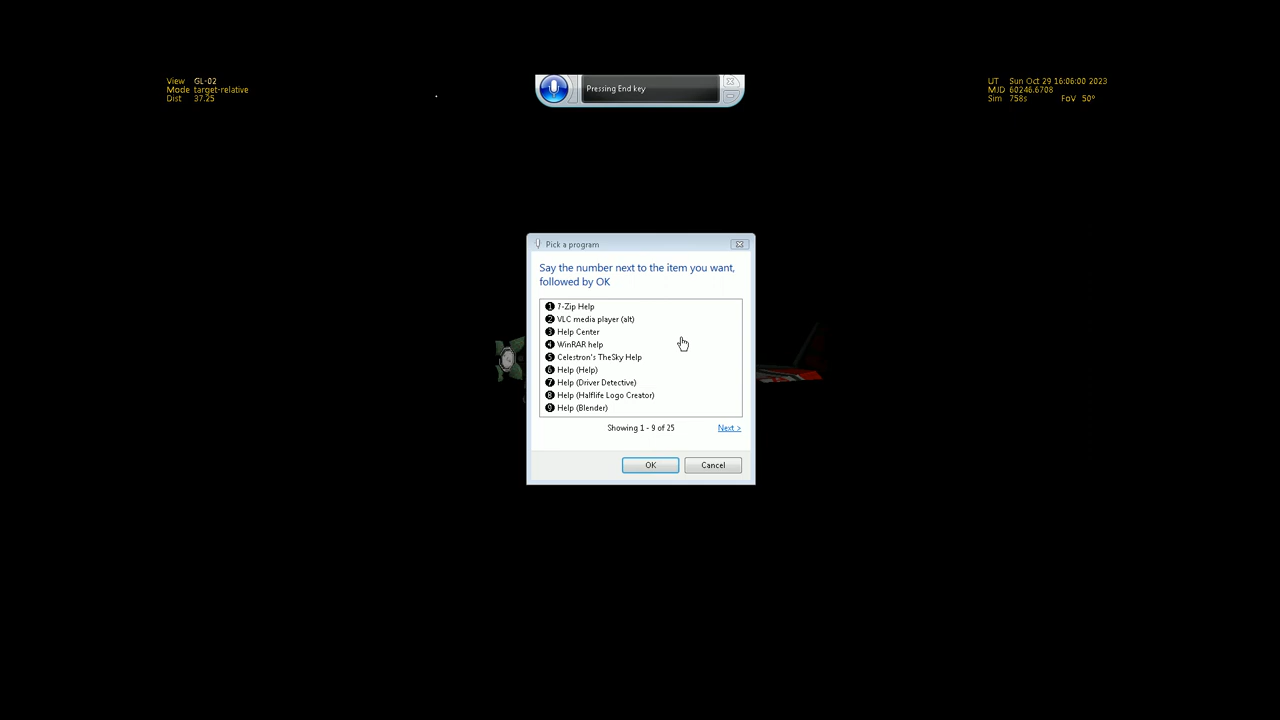 View GL-02
Mode target-relative
Dist 37.25
Pressing End key
UT Sun Oct 29 16:06:00 2023
MJD 60246.6708
Sim 758s FoV 50°
Pick a program
Say the number next to the item you want,
followed by OK
1 7-Zip Help
2 VLC media player (alt)
3 Help Center
4 WinRAR help
5 Celestron's TheSky Help
6 Help (Help)
7 Help (Driver Detective)
8 Help (Halflife Logo Creator)
9 Help (Blender)
Showing 1 - 9 of 25 Next >
OK Cancel